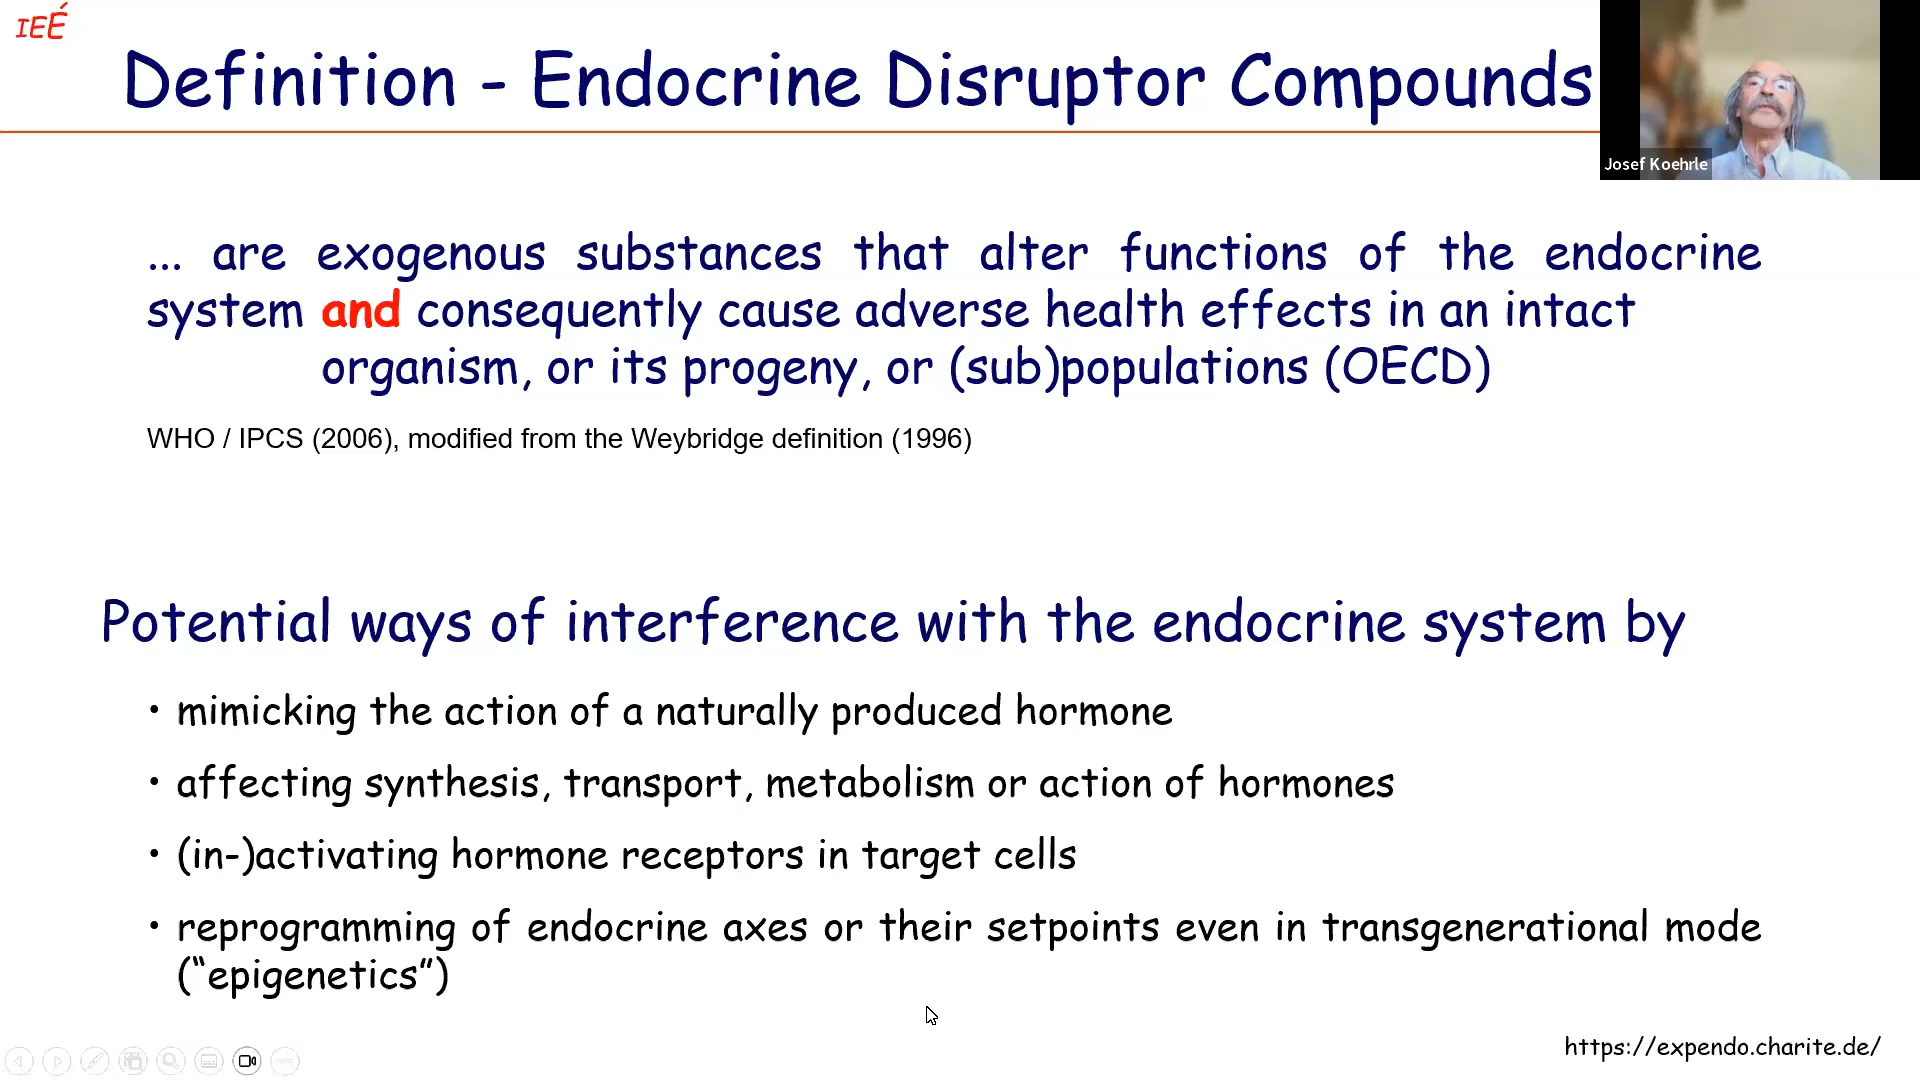 IEÉ
Definition - Endocrine Disruptor Compounds
Josef Koehrle
... are exogenous substances that alter functions of the endocrine
system and consequently cause adverse health effects in an intact
organism, or its progeny, or (sub)populations (OECD)
WHO / IPCS (2006), modified from the Weybridge definition (1996)
Potential ways of interference with the endocrine system by
• mimicking the action of a naturally produced hormone
• affecting synthesis, transport, metabolism or action of hormones
• (in-)activating hormone receptors in target cells
• reprogramming of endocrine axes or their setpoints even in transgenerational mode
(“epigenetics”)
https://expendo.charite.de/